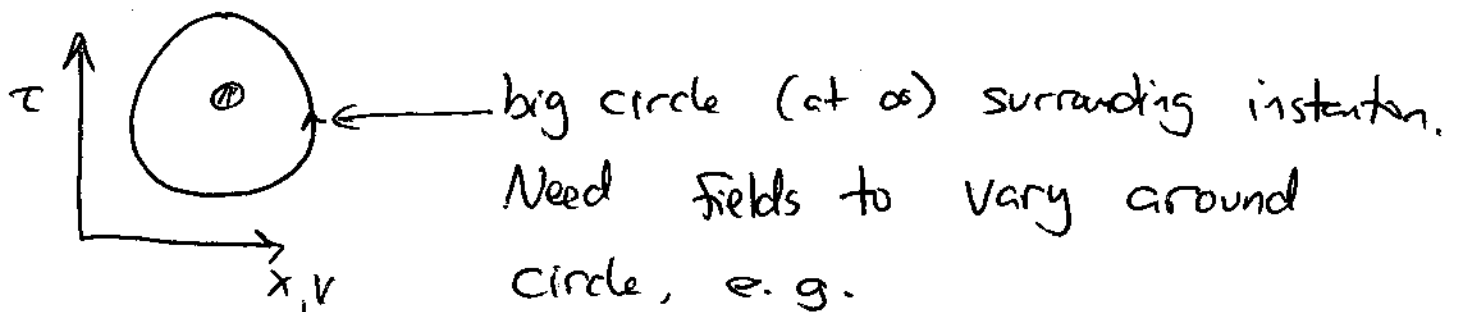 τ
big circle (at ∞) surrounding instanton.
Need fields to vary around
circle, e.g.
x,